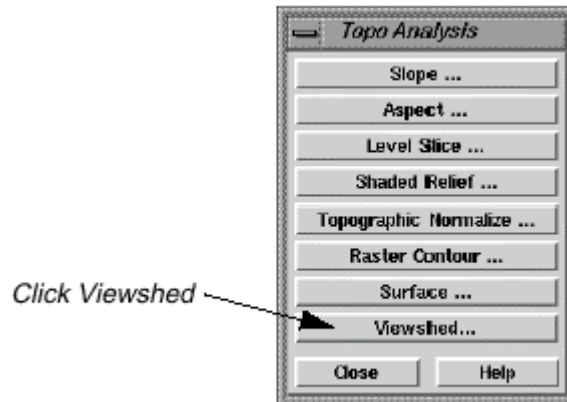 Topo Analysis
Slope ...
Aspect ...
Level Slice ...
Shaded Relief ...
Topographic Normalize ...
Raster Contour ...
Surface ...
Click Viewshed
Viewshed...
Close Help